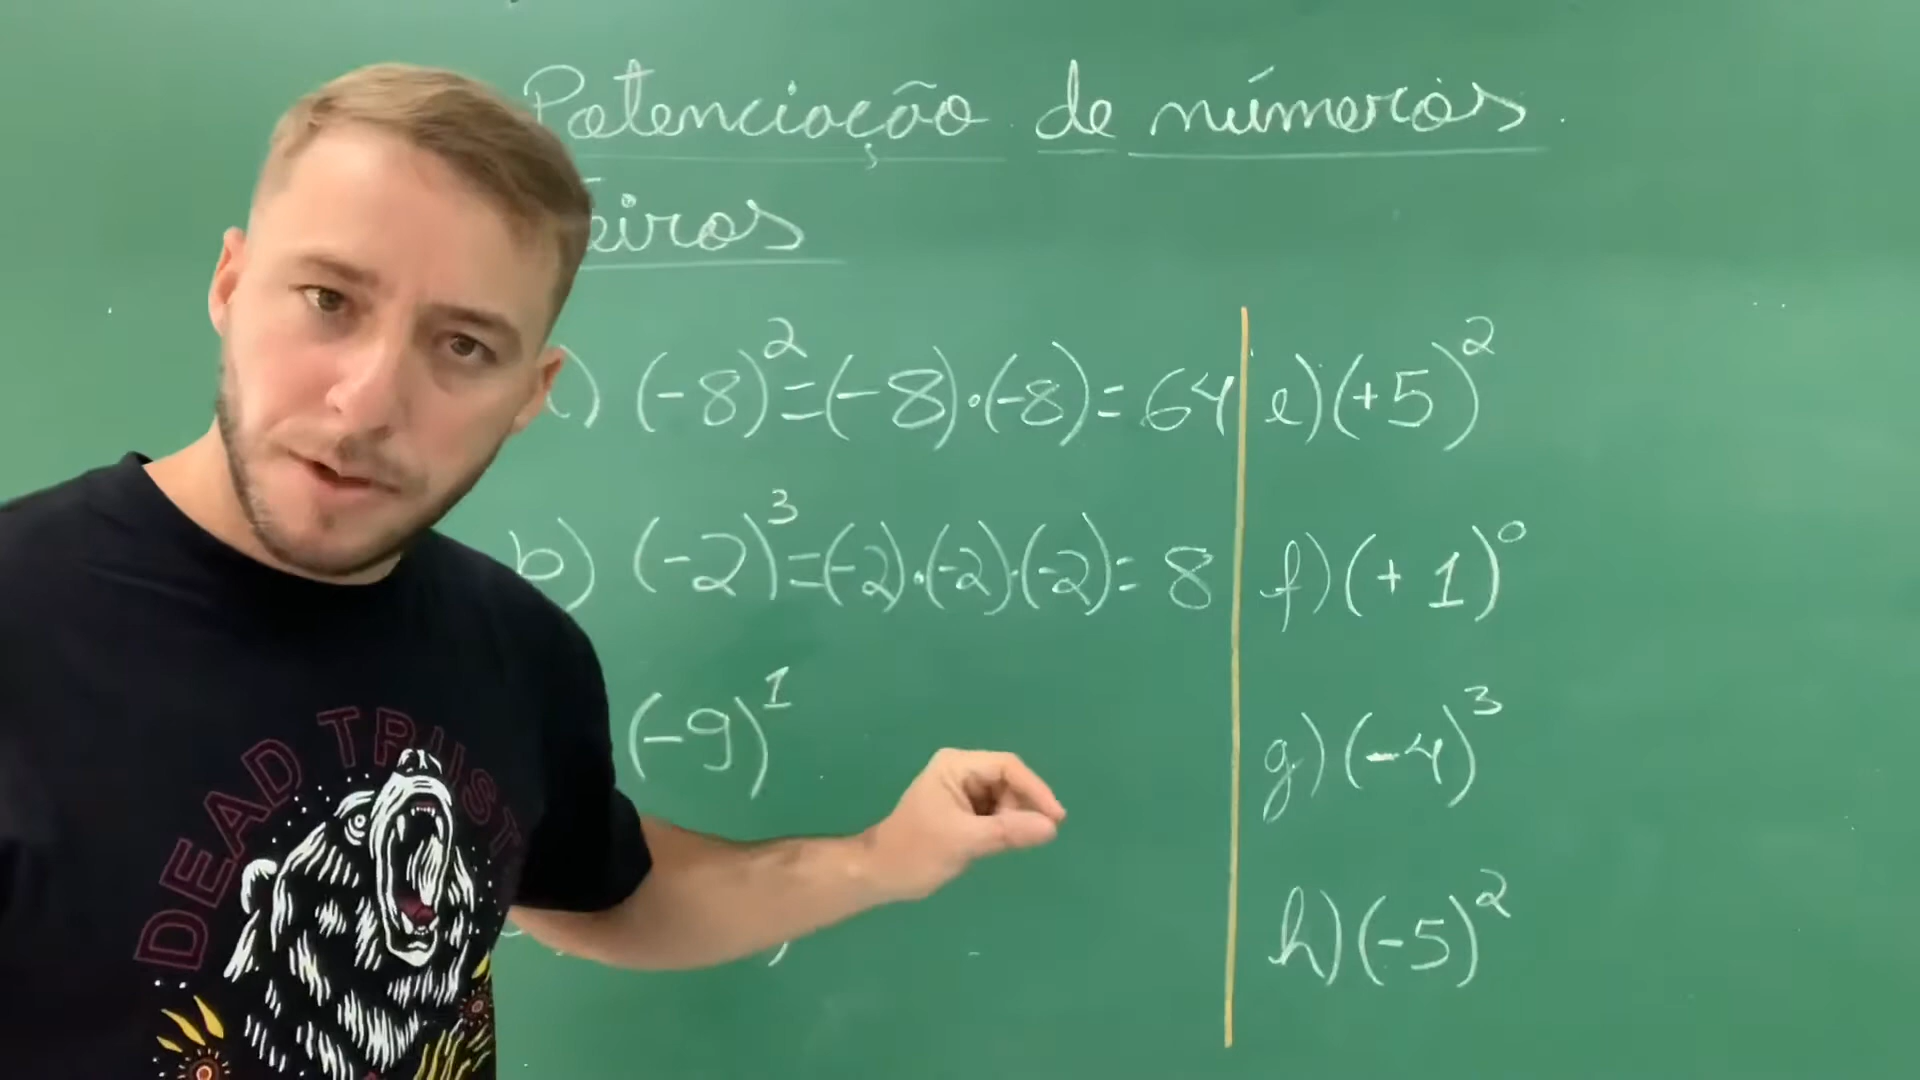 Potenciação de números
eiros
a) (-8)² = (-8)·(-8) = 64
b) (-2)³ = (-2)·(-2)·(-2) = 8
(-9)¹
e) (+5)²
f) (+1)⁰
g) (-4)³
h) (-5)²
DEAD TRUST